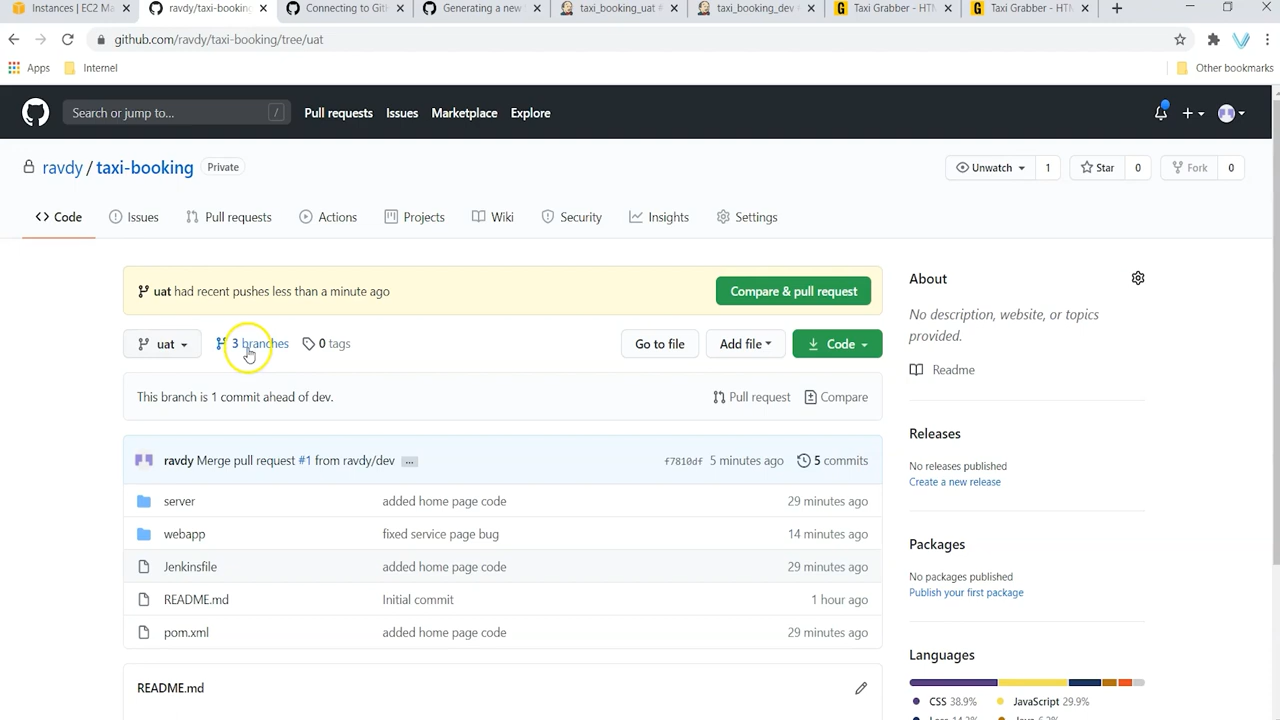 Instances | EC2 Ma
ravdy/taxi-booking
Connecting to Gith
Generating a new
taxi_booking_uat #
taxi_booking_dev #
Taxi Grabber - HTM
Taxi Grabber - HTM
github.com/ravdy/taxi-booking/tree/uat
Apps Internet Other bookmarks
Search or jump to... / Pull requests Issues Marketplace Explore
ravdy / taxi-booking Private Unwatch 1 Star 0 Fork 0
Code Issues Pull requests Actions Projects Wiki Security Insights Settings
uat had recent pushes less than a minute ago Compare & pull request
uat 3 branches 0 tags Go to file Add file Code
This branch is 1 commit ahead of dev. Pull request Compare
ravdy Merge pull request #1 from ravdy/dev ... f7810df 5 minutes ago 5 commits
server added home page code 29 minutes ago
webapp fixed service page bug 14 minutes ago
Jenkinsfile added home page code 29 minutes ago
README.md Initial commit 1 hour ago
pom.xml added home page code 29 minutes ago
README.md
About
No description, website, or topics
provided.
Readme
Releases
No releases published
Create a new release
Packages
No packages published
Publish your first package
Languages
CSS 38.9% JavaScript 29.9%